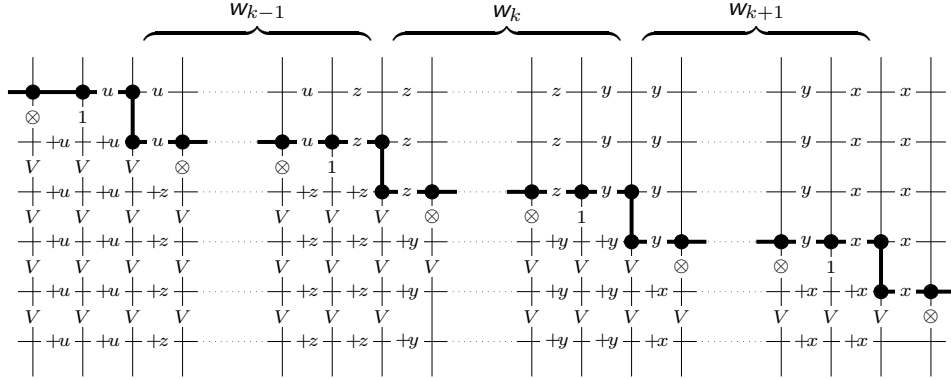 w_{k−1} w_k w_{k+1}
u u u z z z y y y x x
⊗ 1
+u +u u u z z z y y y x x
V V V ⊗ ⊗ 1
+u +u +z +z +z z z y y y x x
V V V V V V V ⊗ ⊗ 1
+u +u +z +z +z +y +y +y y y x x
V V V V V V V V V V V ⊗ ⊗ 1
+u +u +z +z +z +y +y +y +x +x +x x
V V V V V V V V V V V V V V V ⊗
+u +u +z +z +z +y +y +y +x +x +x